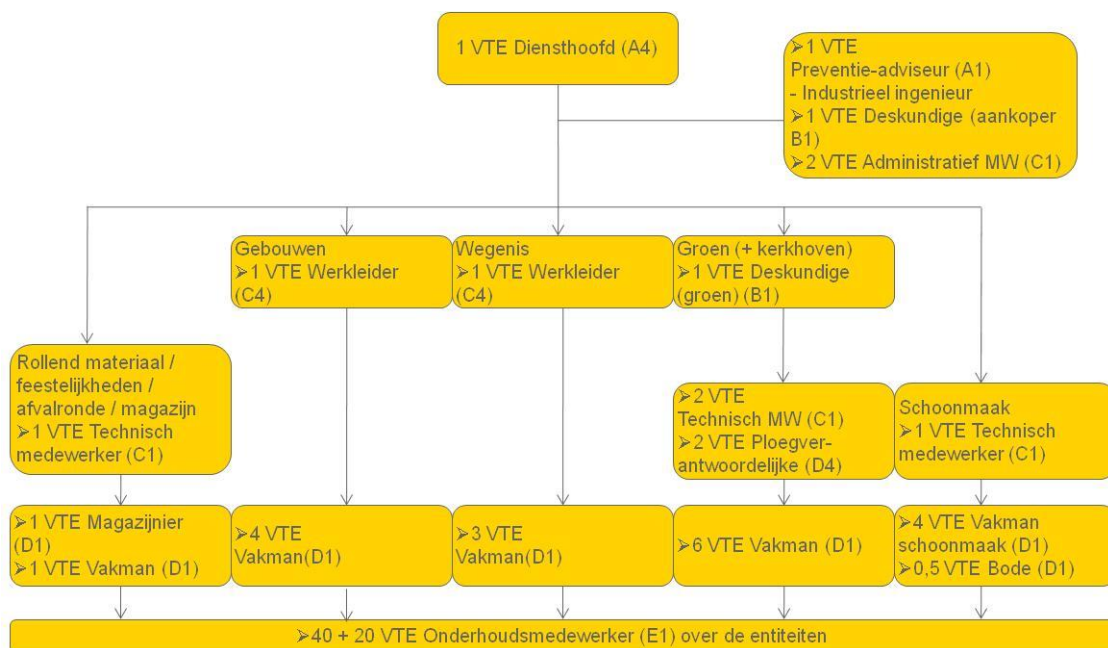 1 VTE Diensthoofd (A4)
➢1 VTE
Preventie-adviseur (A1)
- Industrieel ingenieur
➢1 VTE Deskundige (aankoper
B1)
➢2 VTE Administratief MW (C1)
Gebouwen
➢1 VTE Werkleider
(C4)
Wegenis
➢1 VTE Werkleider
(C4)
Groen (+ kerkhoven)
➢1 VTE Deskundige
(groen) (B1)
Rollend materiaal /
feestelijkheden /
afvalronde / magazijn
➢1 VTE Technisch
medewerker (C1)
➢2 VTE
Technisch MW (C1)
➢2 VTE Ploegver-
antwoordelijke (D4)
Schoonmaak
➢1 VTE Technisch
medewerker (C1)
➢1 VTE Magazijnier
(D1)
➢1 VTE Vakman (D1)
➢4 VTE
Vakman(D1)
➢3 VTE
Vakman(D1)
➢6 VTE Vakman (D1)
➢4 VTE Vakman
schoonmaak (D1)
➢0,5 VTE Bode (D1)
➢40 + 20 VTE Onderhoudsmedewerker (E1) over de entiteiten